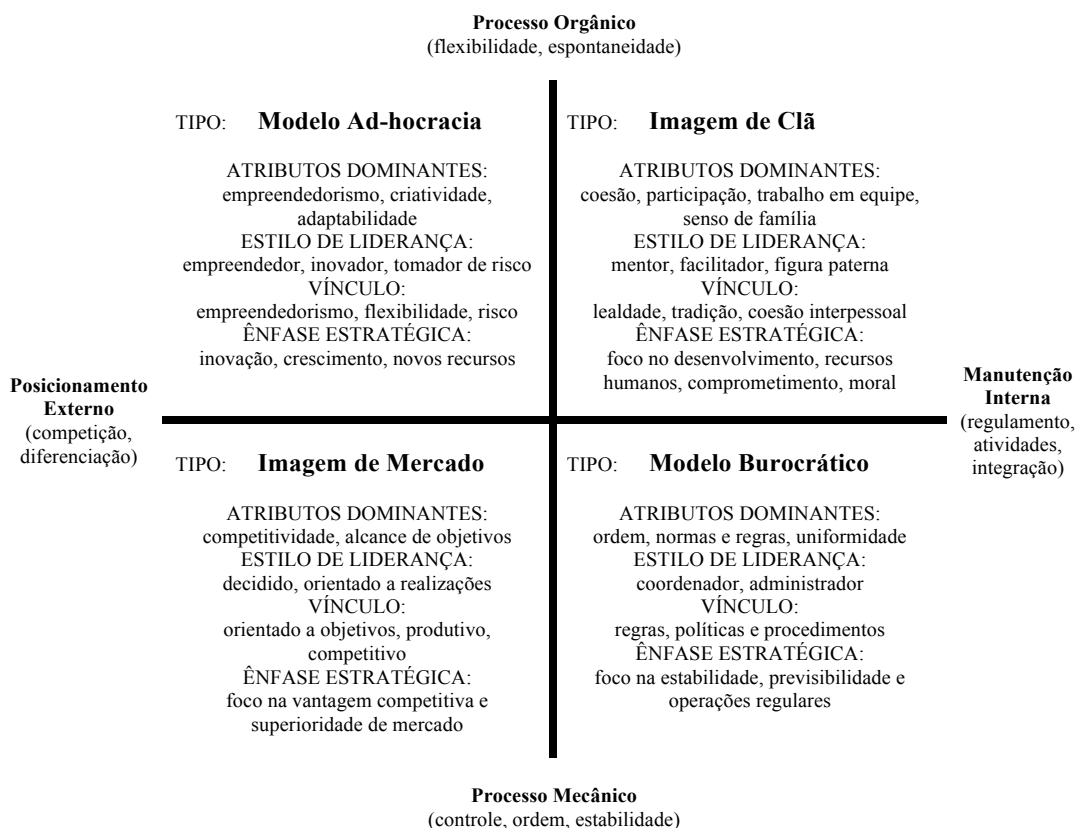 Processo Orgânico
(flexibilidade, espontaneidade)
TIPO: Modelo Ad-hocracia
ATRIBUTOS DOMINANTES:
empreendedorismo, criatividade,
adaptabilidade
ESTILO DE LIDERANÇA:
empreendedor, inovador, tomador de risco
VÍNCULO:
empreendedorismo, flexibilidade, risco
ÊNFASE ESTRATÉGICA:
inovação, crescimento, novos recursos
TIPO: Imagem de Clã
ATRIBUTOS DOMINANTES:
coesão, participação, trabalho em equipe,
senso de família
ESTILO DE LIDERANÇA:
mentor, facilitador, figura paterna
VÍNCULO:
lealdade, tradição, coesão interpessoal
ÊNFASE ESTRATÉGICA:
foco no desenvolvimento, recursos
humanos, comprometimento, moral
Posicionamento
Externo
(competição,
diferenciação)
Manutenção
Interna
(regulamento,
atividades,
integração)
TIPO: Imagem de Mercado
ATRIBUTOS DOMINANTES:
competitividade, alcance de objetivos
ESTILO DE LIDERANÇA:
decidido, orientado a realizações
VÍNCULO:
orientado a objetivos, produtivo,
competitivo
ÊNFASE ESTRATÉGICA:
foco na vantagem competitiva e
superioridade de mercado
TIPO: Modelo Burocrático
ATRIBUTOS DOMINANTES:
ordem, normas e regras, uniformidade
ESTILO DE LIDERANÇA:
coordenador, administrador
VÍNCULO:
regras, políticas e procedimentos
ÊNFASE ESTRATÉGICA:
foco na estabilidade, previsibilidade e
operações regulares
Processo Mecânico
(controle, ordem, estabilidade)